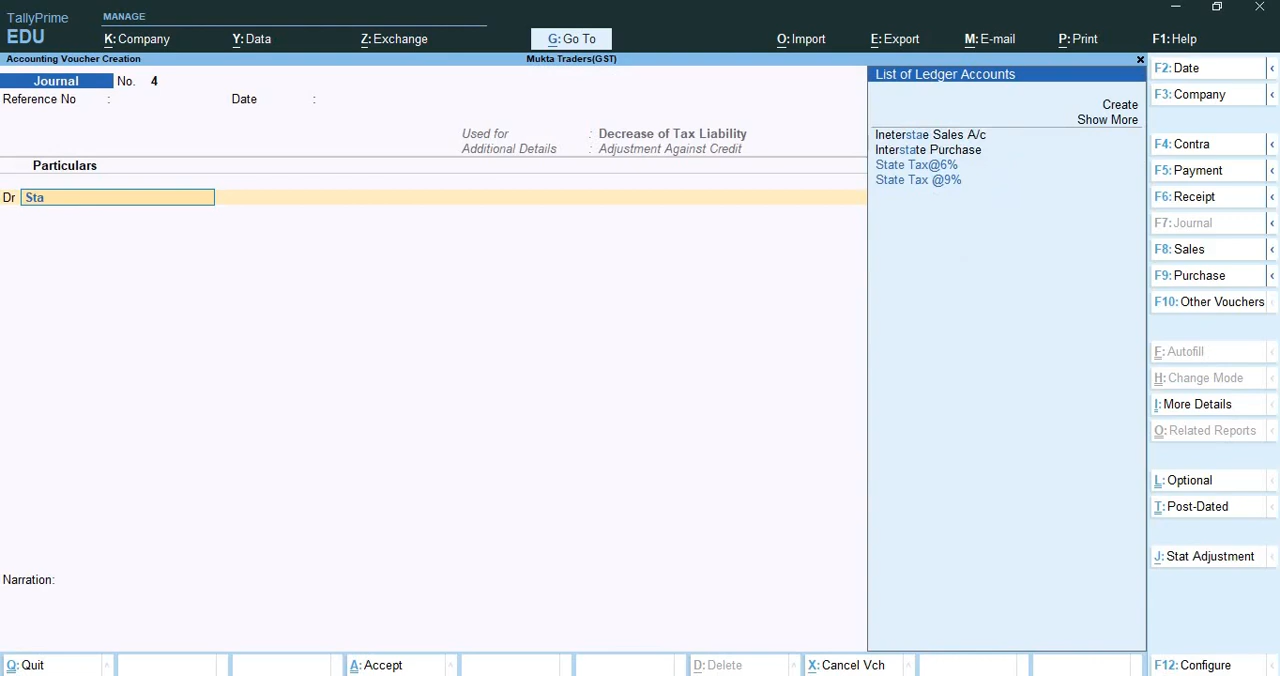 TallyPrime
MANAGE
EDU
K: Company
Y: Data
Z: Exchange
G: Go To
O: Import
E: Export
M: E-mail
P: Print
F1: Help
Accounting Voucher Creation
Mukta Traders(GST)
Journal No. 4
Reference No :
Date :
Used for : Decrease of Tax Liability
Additional Details : Adjustment Against Credit
Particulars
Dr Sta
Narration:
List of Ledger Accounts
Create
Show More
Ineterstae Sales A/c
Interstate Purchase
State Tax@6%
State Tax @9%
F2: Date
F3: Company
F4: Contra
F5: Payment
F6: Receipt
F7: Journal
F8: Sales
F9: Purchase
F10: Other Vouchers
F: Autofill
H: Change Mode
I: More Details
O: Related Reports
L: Optional
T: Post-Dated
J: Stat Adjustment
Q: Quit
A: Accept
D: Delete
X: Cancel Vch
F12: Configure